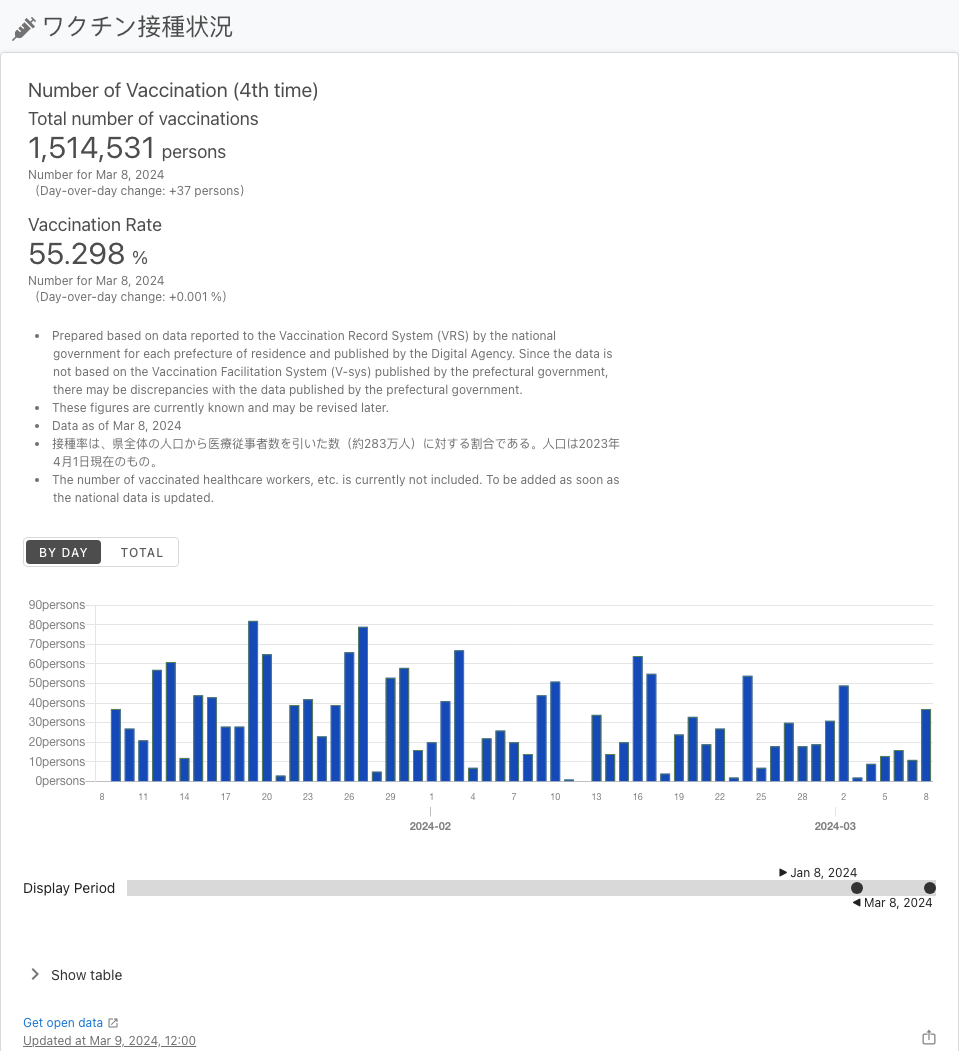 ワクチン接種状況
Number of Vaccination (4th time)
Total number of vaccinations
1,514,531 persons
Number for Mar 8, 2024
(Day-over-day change: +37 persons)
Vaccination Rate
55.298 %
Number for Mar 8, 2024
(Day-over-day change: +0.001 %)
• Prepared based on data reported to the Vaccination Record System (VRS) by the national
government for each prefecture of residence and published by the Digital Agency. Since the data is
not based on the Vaccination Facilitation System (V-sys) published by the prefectural government,
there may be discrepancies with the data published by the prefectural government.
• These figures are currently known and may be revised later.
• Data as of Mar 8, 2024
• 接種率は、県全体の人口から医療従事者数を引いた数（約283万人）に対する割合である。人口は2023年
4月1日現在のもの。
• The number of vaccinated healthcare workers, etc. is currently not included. To be added as soon as
the national data is updated.
BY DAY TOTAL
90persons
80persons
70persons
60persons
50persons
40persons
30persons
20persons
10persons
0persons
8 11 14 17 20 23 26 29 1 4 7 10 13 16 19 22 25 28 2 5 8
2024-02 2024-03
Jan 8, 2024
Display Period
Mar 8, 2024
Show table
Get open data
Updated at Mar 9, 2024, 12:00